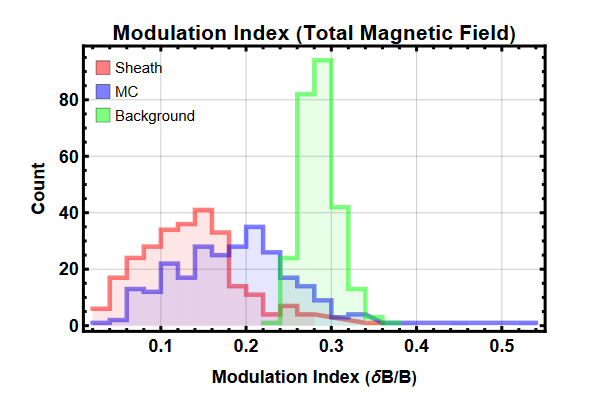 Modulation Index (Total Magnetic Field)
Sheath
MC
Background
80
60
40
20
0
Count
0.1 0.2 0.3 0.4 0.5
Modulation Index (δB/B)